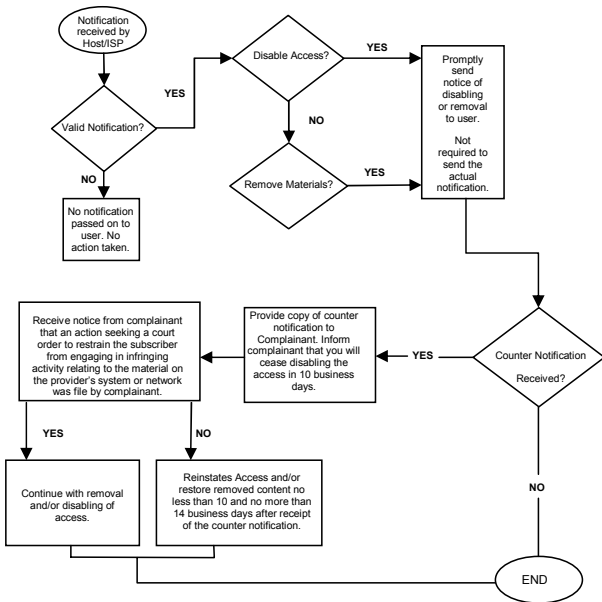 Notification
received by
Host/ISP
Disable Access?
YES
Promptly
send
notice of
disabling
or removal
to user.
Not
required to
send the
actual
notification.
YES
Valid Notification?
NO
Remove Materials?
YES
NO
No notification
passed on to
user. No
action taken.
Receive notice from complainant
that an action seeking a court
order to restrain the subscriber
from engaging in infringing
activity relating to the material on
the provider's system or network
was file by complainant.
Provide copy of counter
notification to
Complainant. Inform
complainant that you will
cease disabling the
access in 10 business
days.
YES
Counter Notification
Received?
YES
NO
Continue with removal
and/or disabling of
access.
Reinstates Access and/or
restore removed content no
less than 10 and no more than
14 business days after receipt
of the counter notification.
NO
END